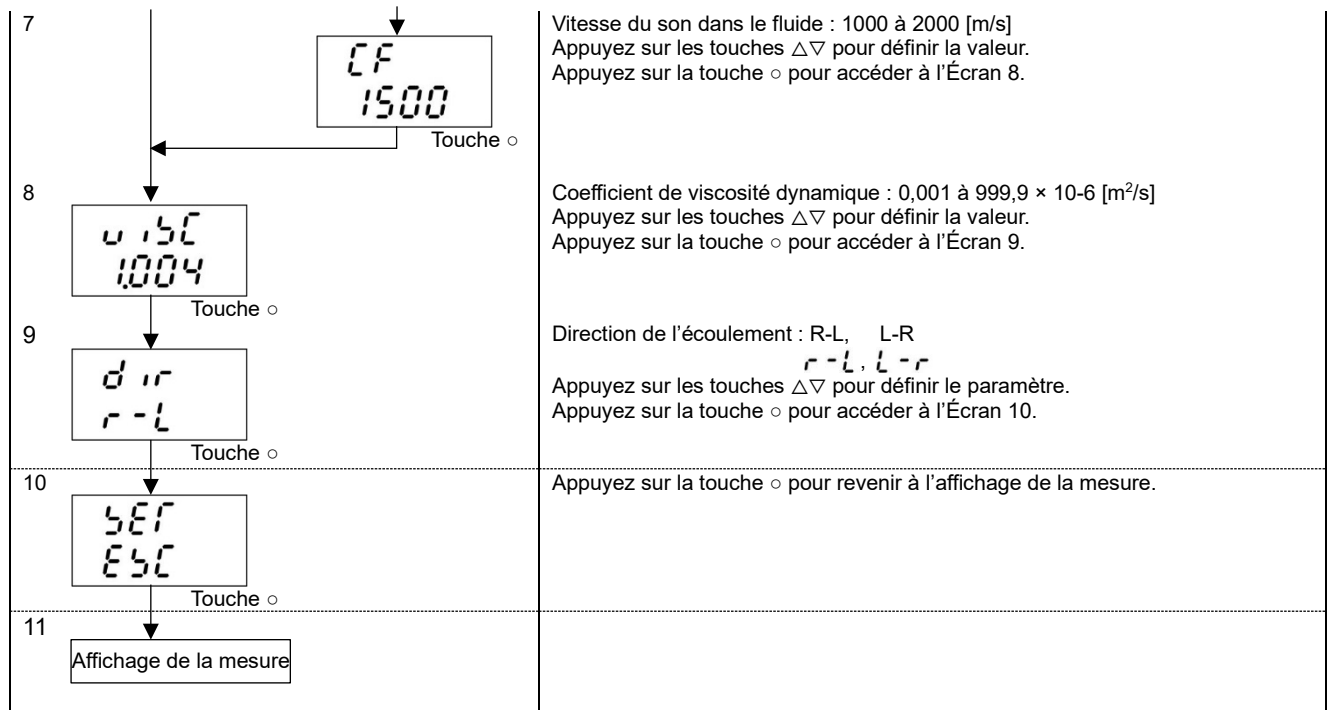 7
CF
1500
Touche ○
Vitesse du son dans le fluide : 1000 à 2000 [m/s]
Appuyez sur les touches △▽ pour définir la valeur.
Appuyez sur la touche ○ pour accéder à l’Écran 8.
8
viSC
1.004
Touche ○
Coefficient de viscosité dynamique : 0,001 à 999,9 × 10-6 [m²/s]
Appuyez sur les touches △▽ pour définir la valeur.
Appuyez sur la touche ○ pour accéder à l’Écran 9.
9
dir
r-L
Touche ○
Direction de l’écoulement : R-L, L-R
r-L, L-r
Appuyez sur les touches △▽ pour définir le paramètre.
Appuyez sur la touche ○ pour accéder à l’Écran 10.
10
SET
ESC
Touche ○
Appuyez sur la touche ○ pour revenir à l’affichage de la mesure.
11
Affichage de la mesure